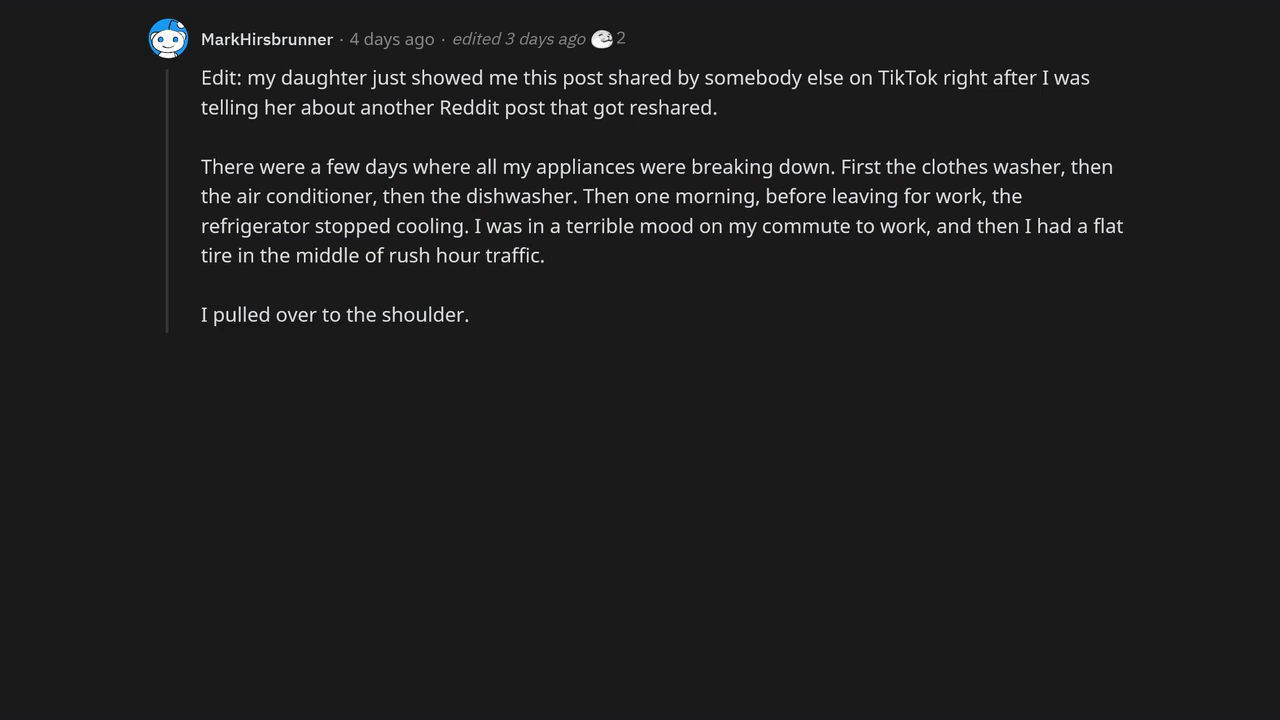 MarkHirsbrunner · 4 days ago · edited 3 days ago 2
Edit: my daughter just showed me this post shared by somebody else on TikTok right after I was
telling her about another Reddit post that got reshared.
There were a few days where all my appliances were breaking down. First the clothes washer, then
the air conditioner, then the dishwasher. Then one morning, before leaving for work, the
refrigerator stopped cooling. I was in a terrible mood on my commute to work, and then I had a flat
tire in the middle of rush hour traffic.
I pulled over to the shoulder.